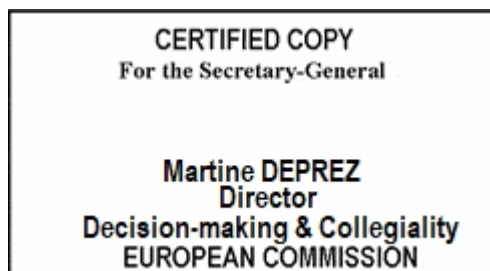 CERTIFIED COPY
For the Secretary-General
Martine DEPREZ
Director
Decision-making & Collegiality
EUROPEAN COMMISSION